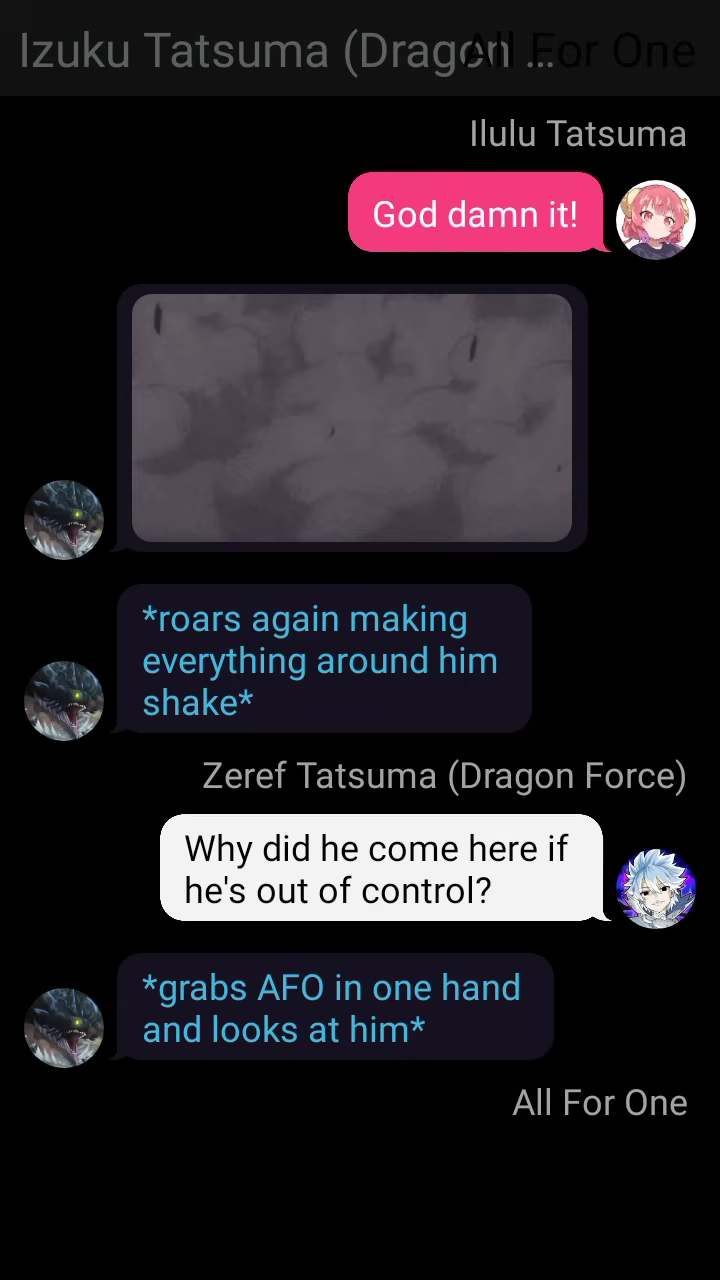 Izuku Tatsuma (Dragon ...
All For One
Ilulu Tatsuma
God damn it!
*roars again making
everything around him
shake*
Zeref Tatsuma (Dragon Force)
Why did he come here if
he's out of control?
*grabs AFO in one hand
and looks at him*
All For One